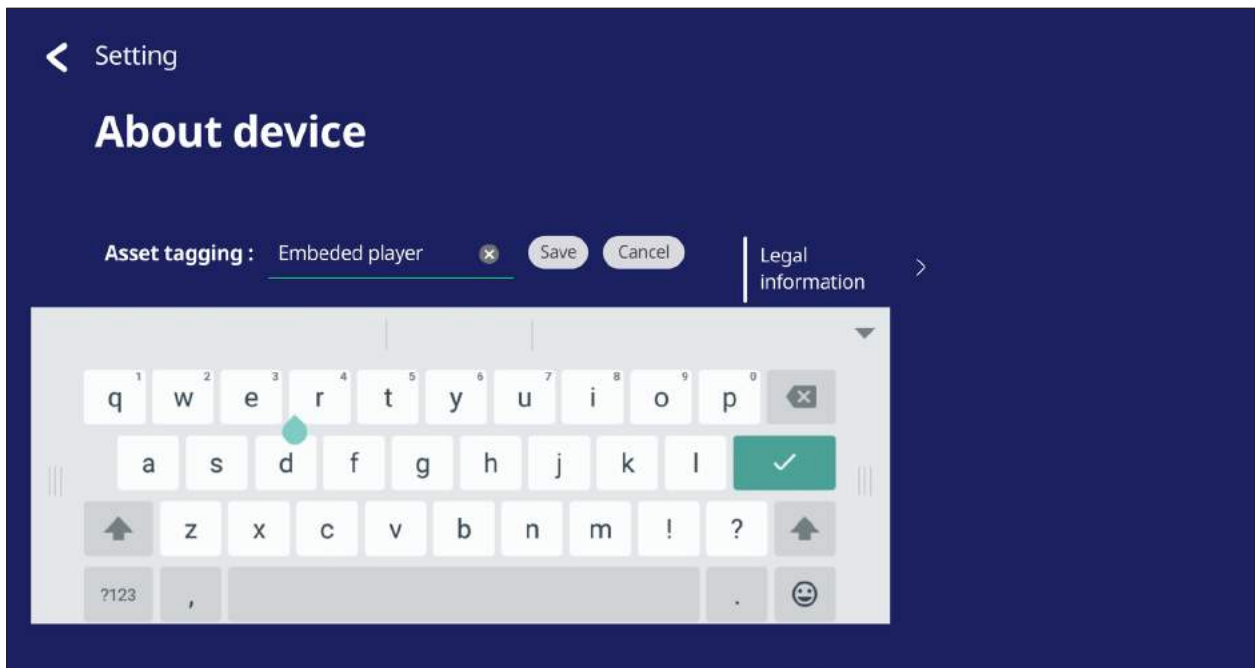 Setting
About device
Asset tagging : Embeded player Save Cancel
Legal
information
1 2 3 4 5 6 7 8 9 0
q w e r t y u i o p
a s d f g h j k l
z x c v b n m ! ?
?123 , .